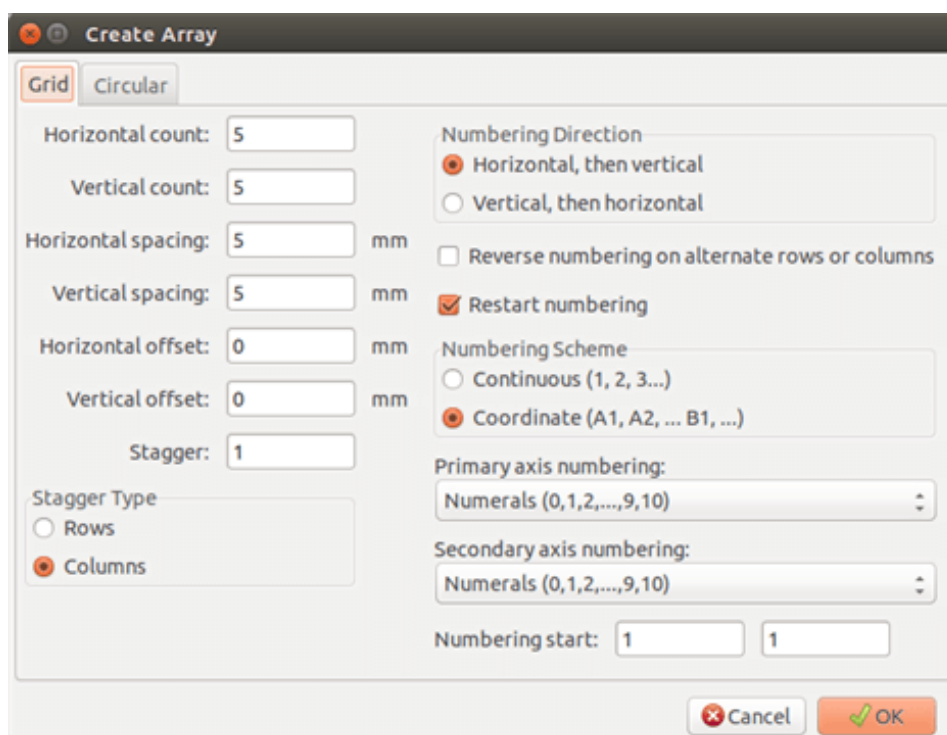 Create Array
Grid
Circular
Horizontal count: 5
Vertical count: 5
Horizontal spacing: 5 mm
Vertical spacing: 5 mm
Horizontal offset: 0 mm
Vertical offset: 0 mm
Stagger: 1
Stagger Type
Rows
Columns
Numbering Direction
Horizontal, then vertical
Vertical, then horizontal
Reverse numbering on alternate rows or columns
Restart numbering
Numbering Scheme
Continuous (1, 2, 3...)
Coordinate (A1, A2, ... B1, ...)
Primary axis numbering:
Numerals (0,1,2,...,9,10)
Secondary axis numbering:
Numerals (0,1,2,...,9,10)
Numbering start: 1 1
Cancel
OK